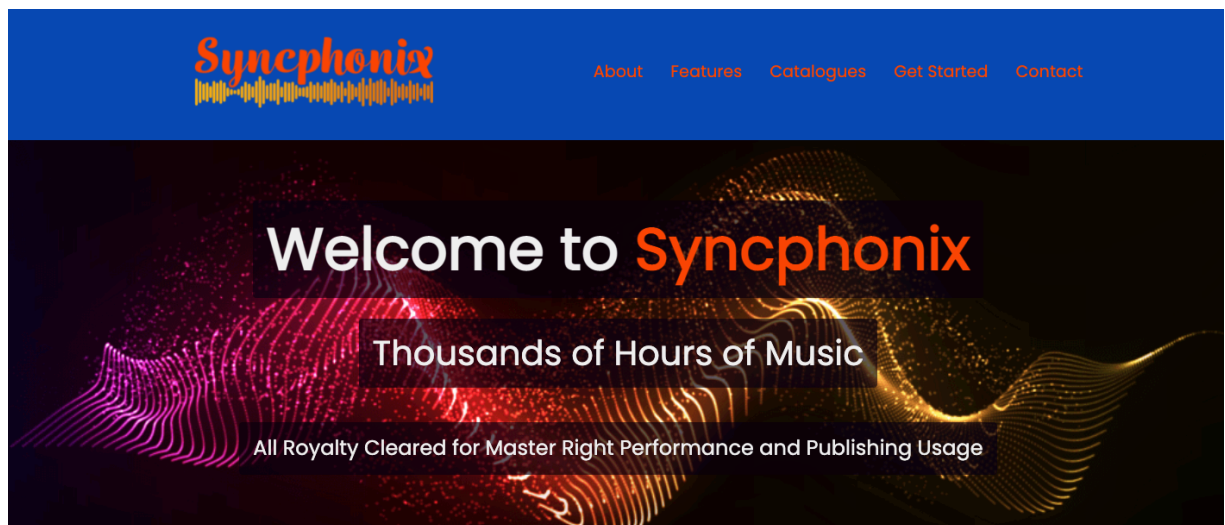 Syncphonix
About Features Catalogues Get Started Contact
Welcome to Syncphonix
Thousands of Hours of Music
All Royalty Cleared for Master Right Performance and Publishing Usage